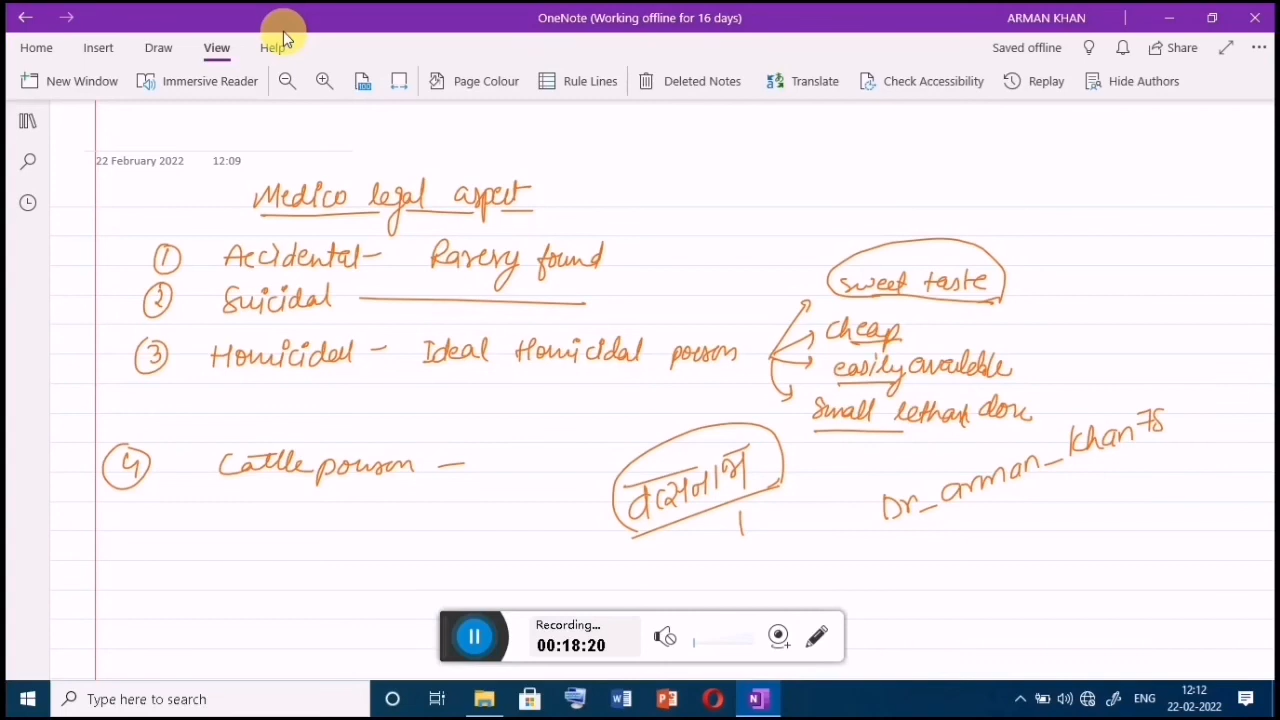 OneNote (Working offline for 16 days)
ARMAN KHAN
Home Insert Draw View Help
Saved offline Share
New Window Immersive Reader Page Colour Rule Lines Deleted Notes Translate Check Accessibility Replay Hide Authors
22 February 2022 12:09
Medico legal aspect
1 Accidental - Rarery found
2 Suicidal
3 Homicidal - Ideal Homicidal poison
sweet taste
cheap
easily available
small lethal dose
4 Cattle poison -
वत्सनाभ
Dr_arman_khan78
Recording...
00:18:20
Type here to search
ENG
12:12
22-02-2022